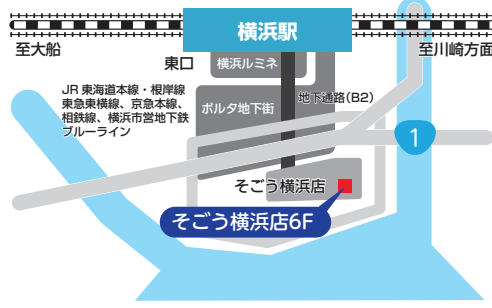 横浜駅
至大船
至川崎方面
東口
横浜ルミネ
JR 東海道本線・根岸線
東急東横線、京急本線、
相鉄線、横浜市営地下鉄
ブルーライン
ポルタ地下街
地下通路(B2)
1
そごう横浜店
そごう横浜店6F